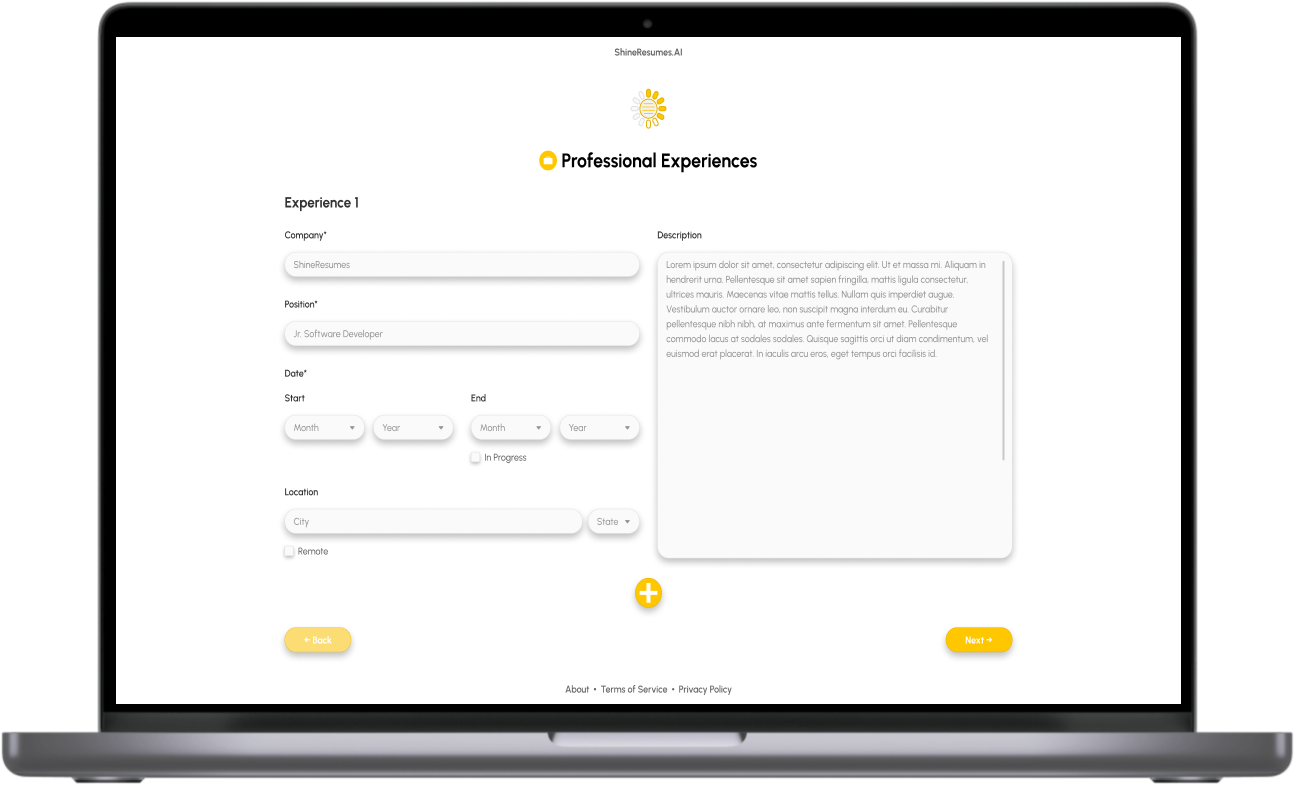 ShineResumes.AI
Professional Experiences
Experience 1
Company*
ShineResumes
Position*
Jr. Software Developer
Date*
Start
End
Month
Year
Month
Year
In Progress
Location
City
State
Remote
Description
Lorem ipsum dolor sit amet, consectetur adipiscing elit. Ut et massa mi. Aliquam in
hendrerit urna. Pellentesque sit amet sapien fringilla, mattis ligula consectetur,
ultrices mauris. Maecenas vitae mattis tellus. Nullam quis imperdiet augue.
Vestibulum auctor ornare leo, non suscipit magna interdum eu. Curabitur
pellentesque nibh nibh, at maximus ante fermentum sit amet. Pellentesque
commodo lacus at sodales sodales. Quisque sagittis orci ut diam condimentum, vel
euismod erat placerat. In iaculis arcu eros, eget tempus orci facilisis id.
← Back
Next →
About • Terms of Service • Privacy Policy